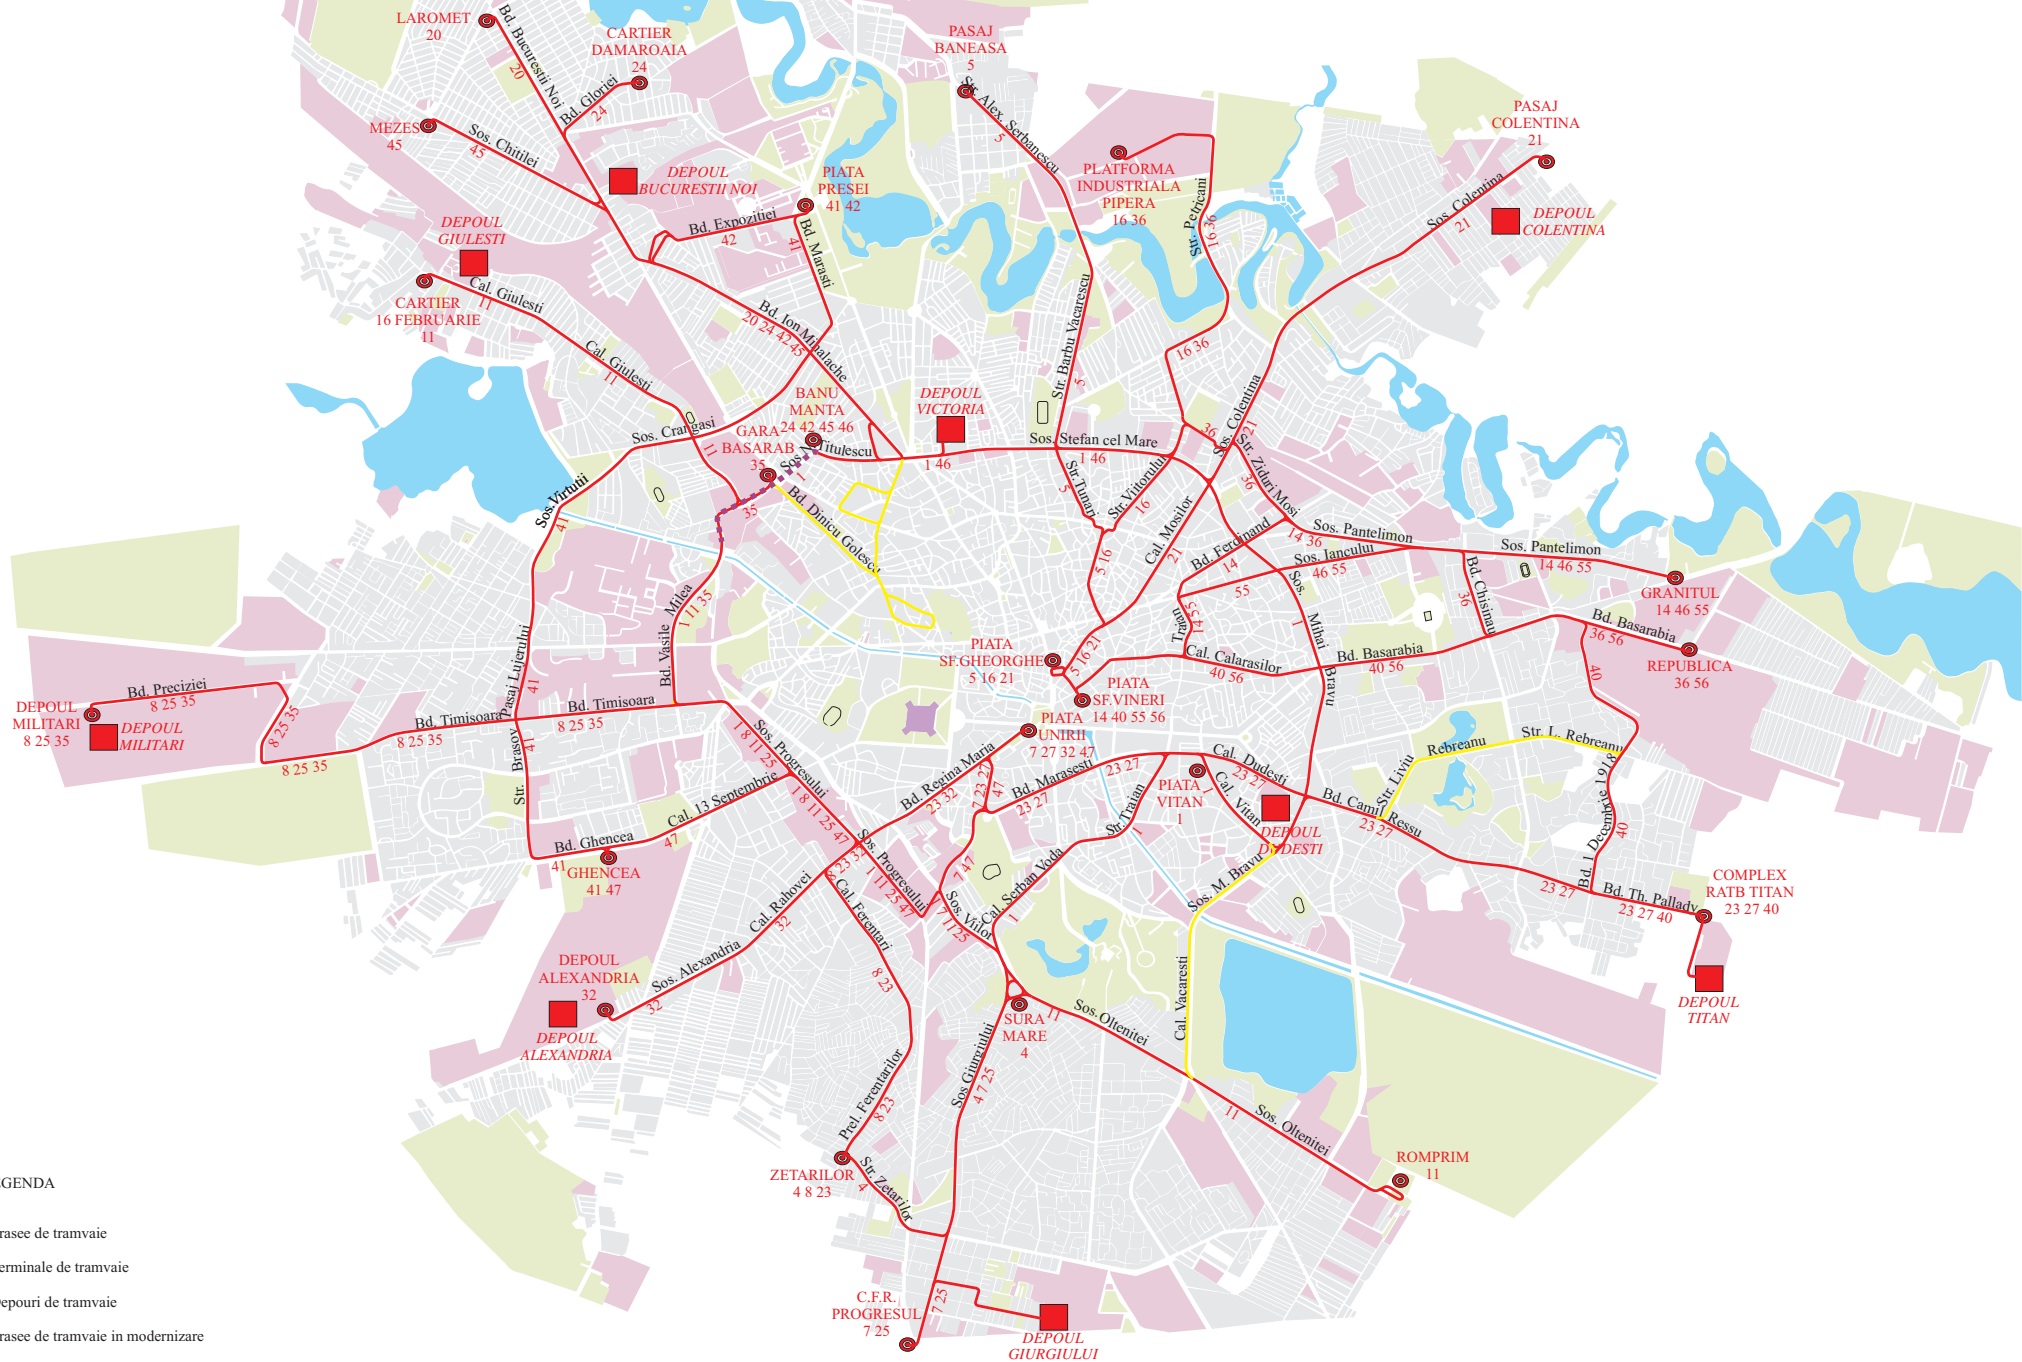 LAROMET
20
Bd. Bucurestii Noi
20
CARTIER
DAMAROAIA
24
Bd. Gloriei
24
PASAJ
BANEASA
5
Str. Alex. Serbanescu
5
MEZES
45
Sos. Chitilei
45
DEPOUL
BUCURESTII NOI
PIATA
PRESEI
41 42
Bd. Expozitiei
42
41
Bd. Marasti
PLATFORMA
INDUSTRIALA
PIPERA
16 36
Str. Petricani
16 36
PASAJ
COLENTINA
21
Sos. Colentina
21
DEPOUL
COLENTINA
DEPOUL
GIULESTI
Cal. Giulesti
11
CARTIER
16 FEBRUARIE
11
Cal. Giulesti
11
Bd. Ion Mihalache
20 24 42 45
Str. Barbu Vacarescu
5
16 36
BANU
MANTA
24 42 45 46
DEPOUL
VICTORIA
GARA
BASARAB
35
Sos. Crangasi
11
Sos. N. Titulescu
1
1 46
Sos. Stefan cel Mare
1 46
36
Sos. Colentina
21
Str. Ziduri Mosi
36
Sos.Virtutii
41
35
Bd. Dinicu Golescu
Str.Tunari
5
Str.Viitorului
16
Cal. Mosilor
21
5 16
Bd. Ferdinand
14
14 36
Sos. Pantelimon
Sos. Iancului
46 55
Sos. Pantelimon
14 46 55
55
Traian
14 55
Sos.
Mihai
Bravu
1
Bd. Chisinau
36
GRANITUL
14 46 55
Bd. Basarabia
36 56
REPUBLICA
36 56
Bd. Vasile
Milea
1 11 35
Pasaj Lujerului
41
PIATA
SF.GHEORGHE
5 16 21
5 16 21
Cal. Calarasilor
40 56
Bd. Basarabia
40 56
40
Bd. Preciziei
8 25 35
DEPOUL
MILITARI
8 25 35
DEPOUL
MILITARI
8 25 35
8 25 35
Bd. Timisoara
8 25 35
Bd. Timisoara
8 25 35
PIATA
SF.VINERI
14 40 55 56
PIATA
UNIRII
7 27 32 47
Str. Brasov
41
Sos. Progresului
1 8 11 25
Bd. Regina Maria
23 32
7 23 27
47
Bd. Marasesti
23 27
23 27
Cal. Dudesti
23 27
PIATA
VITAN
1
Cal. Vitan
1
DEPOUL
DUDESTI
Bd. Camil Ressu
23 27
Str. Liviu
Rebreanu
Str. L. Rebreanu
Bd. 1 Decembrie 1918
40
Cal. 13 Septembrie
47
1 8 11 25 47
Bd. Ghencea
41
GHENCEA
41 47
8 23 32
Sos. Progresului
1 11 25 47
7 47
Str.Traian
1
Cal. Serban Voda
1
Sos. Viilor
1 7 11 25
Sos. M. Bravu
23 27
Bd. Th. Pallady
23 27 40
COMPLEX
RATB TITAN
23 27 40
DEPOUL
TITAN
Cal. Rahovei
32
Cal. Ferentari
8 23
Sos. Alexandria
32
DEPOUL
ALEXANDRIA
32
DEPOUL
ALEXANDRIA
Cal. Vacaresti
SURA
MARE
4
11
Sos. Oltenitei
Sos Giurgiului
4 7 25
Prel. Ferentarilor
8 23
11
Sos. Oltenitei
ROMPRIM
11
ZETARILOR
4 8 23
Str. Zetarilor
4
GENDA
rasee de tramvaie
erminale de tramvaie
epouri de tramvaie
rasee de tramvaie in modernizare
C.F.R.
PROGRESUL
7 25
7 25
DEPOUL
GIURGIULUI